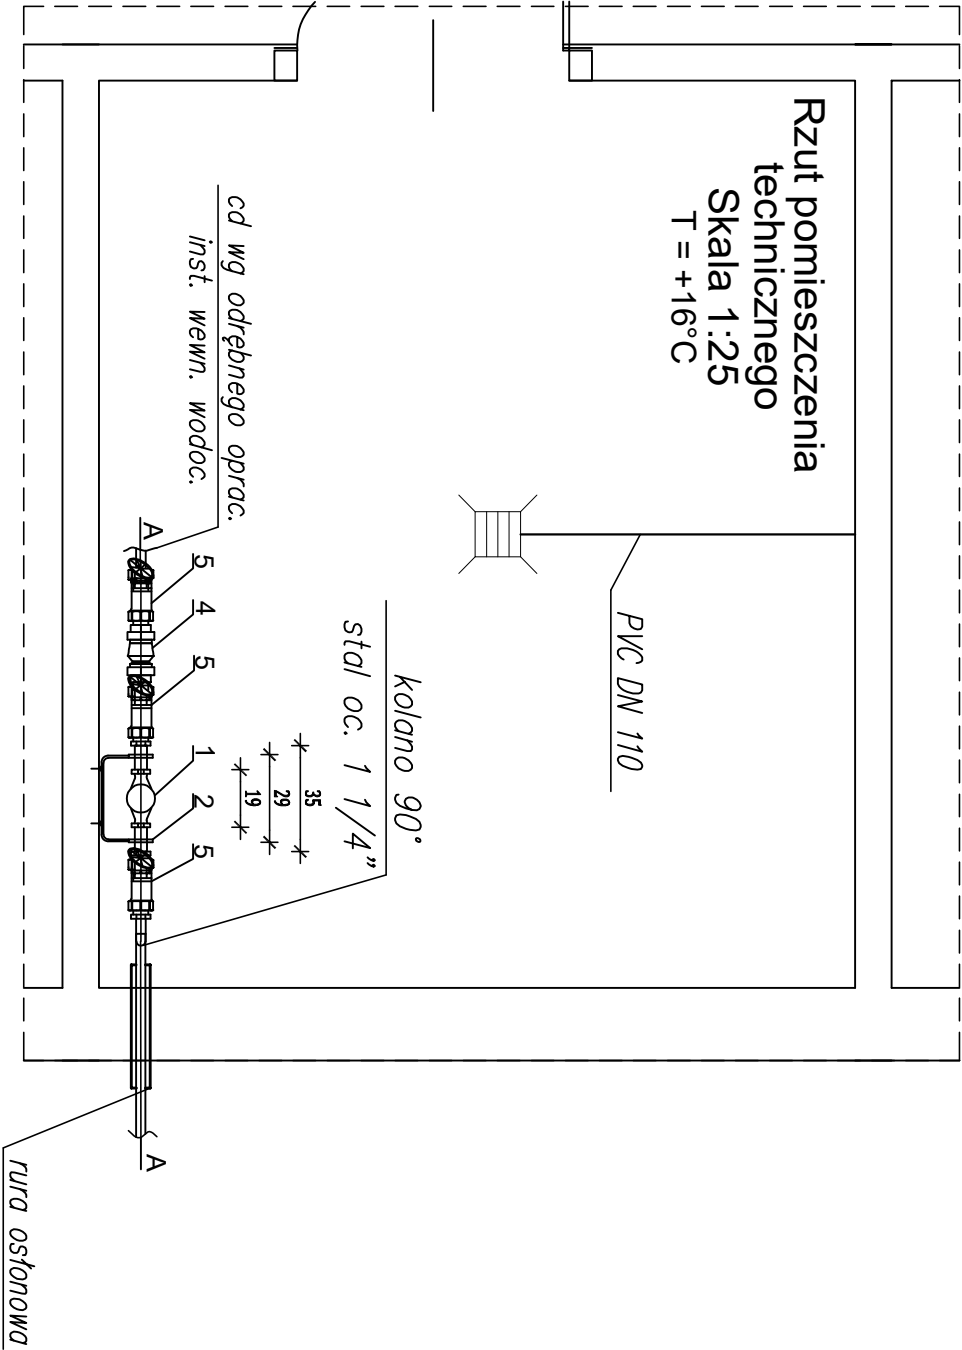 Rzut pomieszczenia
technicznego
Skala 1:25
T = +16°C
PVC DN 110
kolano 90°
stal oc. 1 1/4"
cd wg odrębnego oprac.
inst. wewn. wodoc.
35
29
19
A
5
4
5
1
2
5
A
rura osłonowa